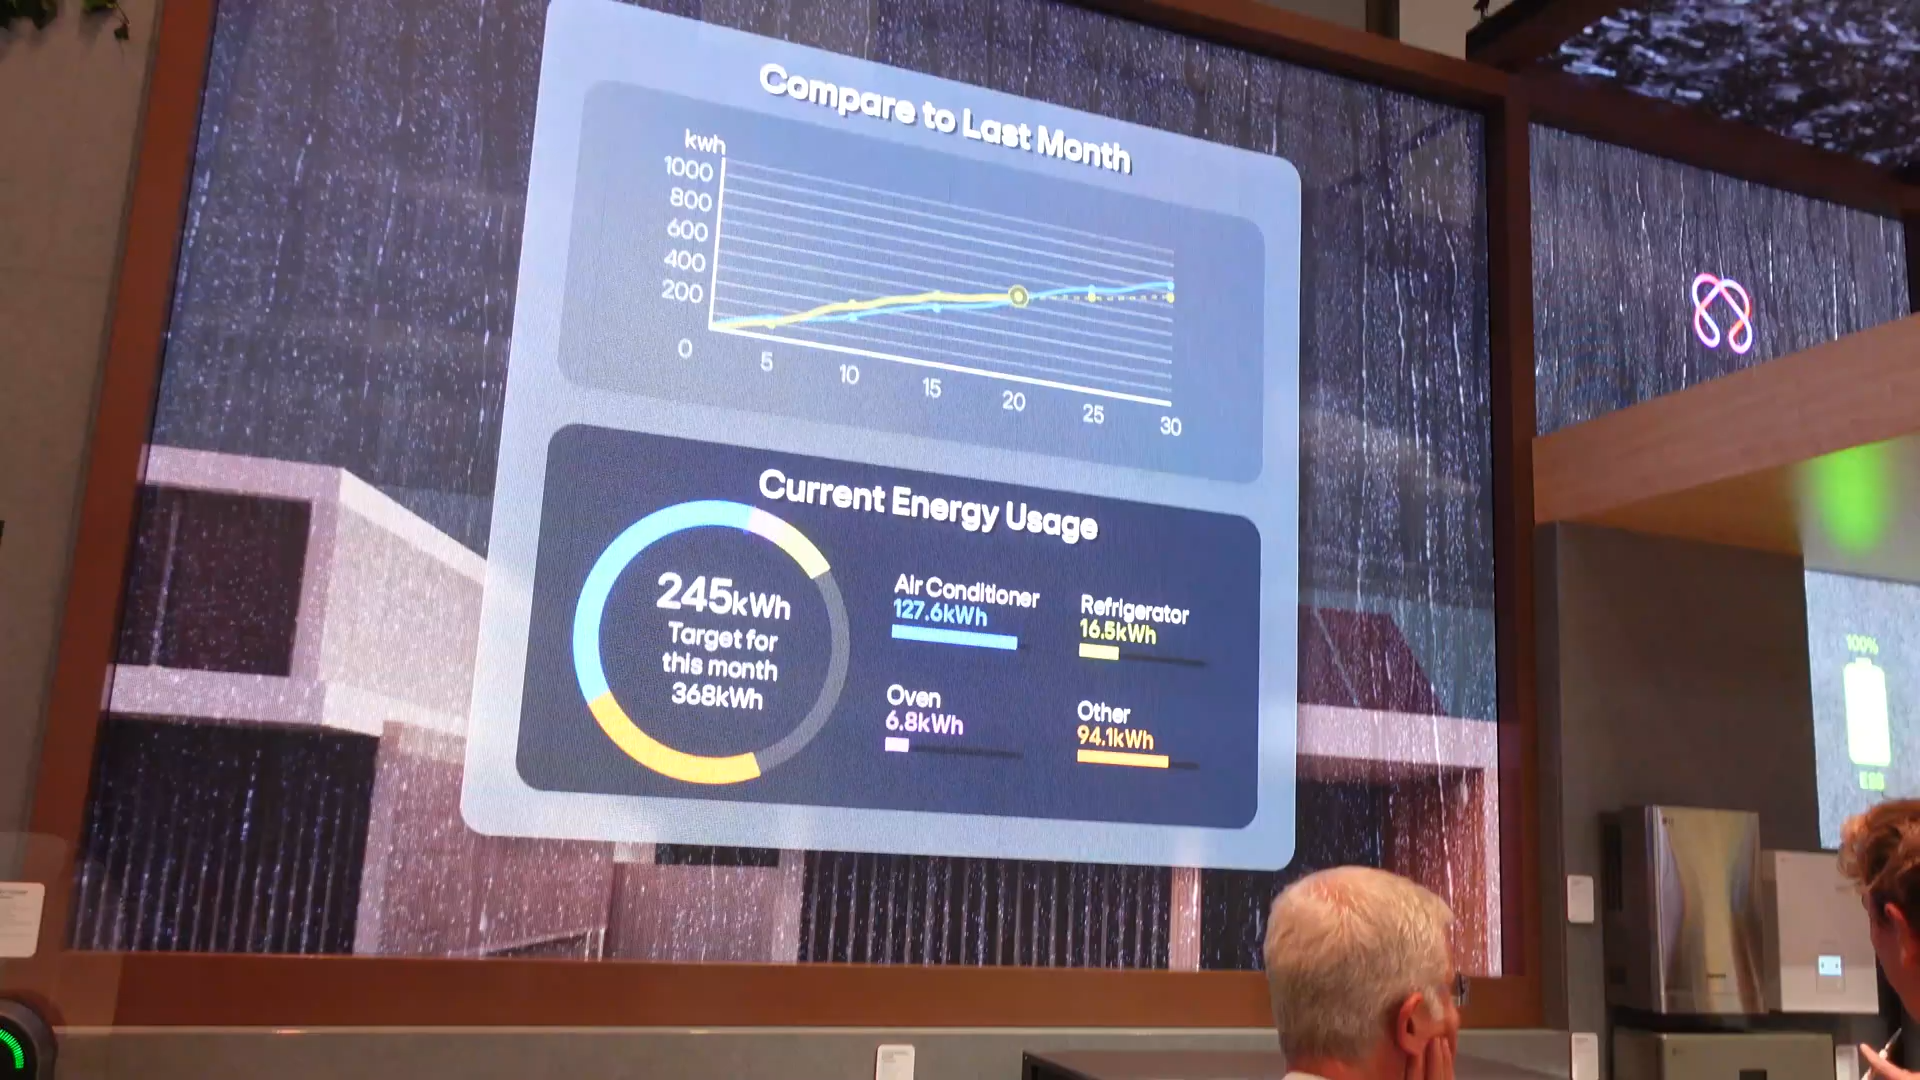 Compare to Last Month
kwh
1000
800
600
400
200
0
5
10
15
20
25
30
Current Energy Usage
245kWh
Target for
this month
368kWh
Air Conditioner
127.6kWh
Refrigerator
16.5kWh
Oven
6.8kWh
Other
94.1kWh
100%
ESS